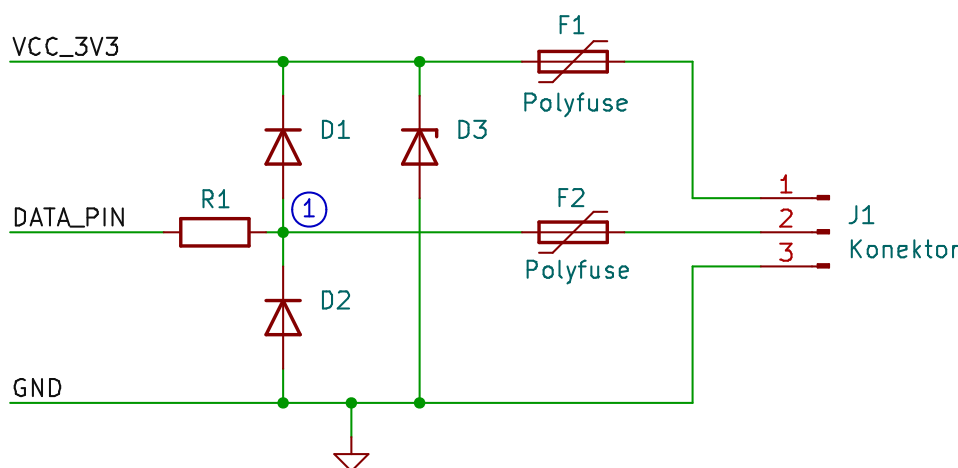 F1
VCC_3V3
Polyfuse
D1
D3
1
R1
1
F2
DATA_PIN
2
J1
3
Konektor
Polyfuse
D2
GND